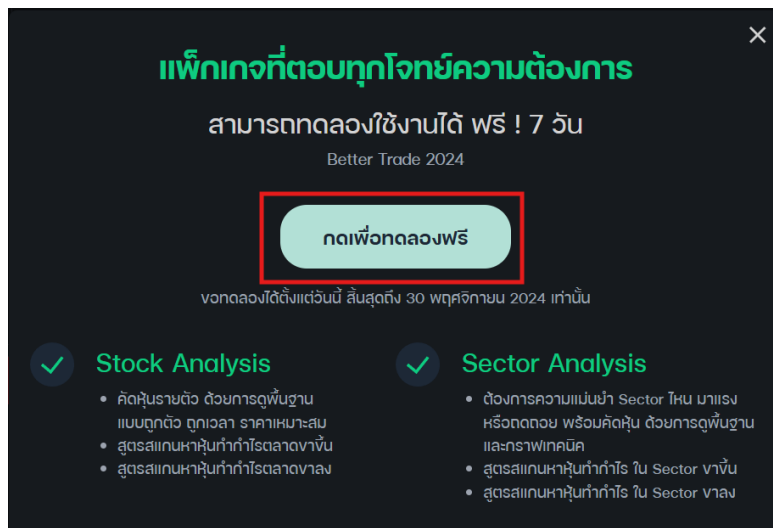 แพ็กเกจที่ตอบทุกโจทย์ความต้องการ
สามารถทดลองใช้งานได้ ฟรี ! 7 วัน
Better Trade 2024
กดเพื่อทดลองฟรี
ขอทดลองได้ตั้งแต่วันนี้ สิ้นสุดถึง 30 พฤศจิกายน 2024 เท่านั้น
Stock Analysis
• คัดหุ้นรายตัว ด้วยการดูพื้นฐาน
แบบถูกตัว ถูกเวลา ราคาเหมาะสม
• สูตรสแกนหาหุ้นทำกำไรตลาดขาขึ้น
• สูตรสแกนหาหุ้นทำกำไรตลาดขาลง
Sector Analysis
• ต้องการความแม่นยำ Sector ไหน มาแรง
หรือถดถอย พร้อมคัดหุ้น ด้วยการดูพื้นฐาน
และกราฟเทคนิค
• สูตรสแกนหาหุ้นทำกำไร ใน Sector ขาขึ้น
• สูตรสแกนหาหุ้นทำกำไร ใน Sector ขาลง